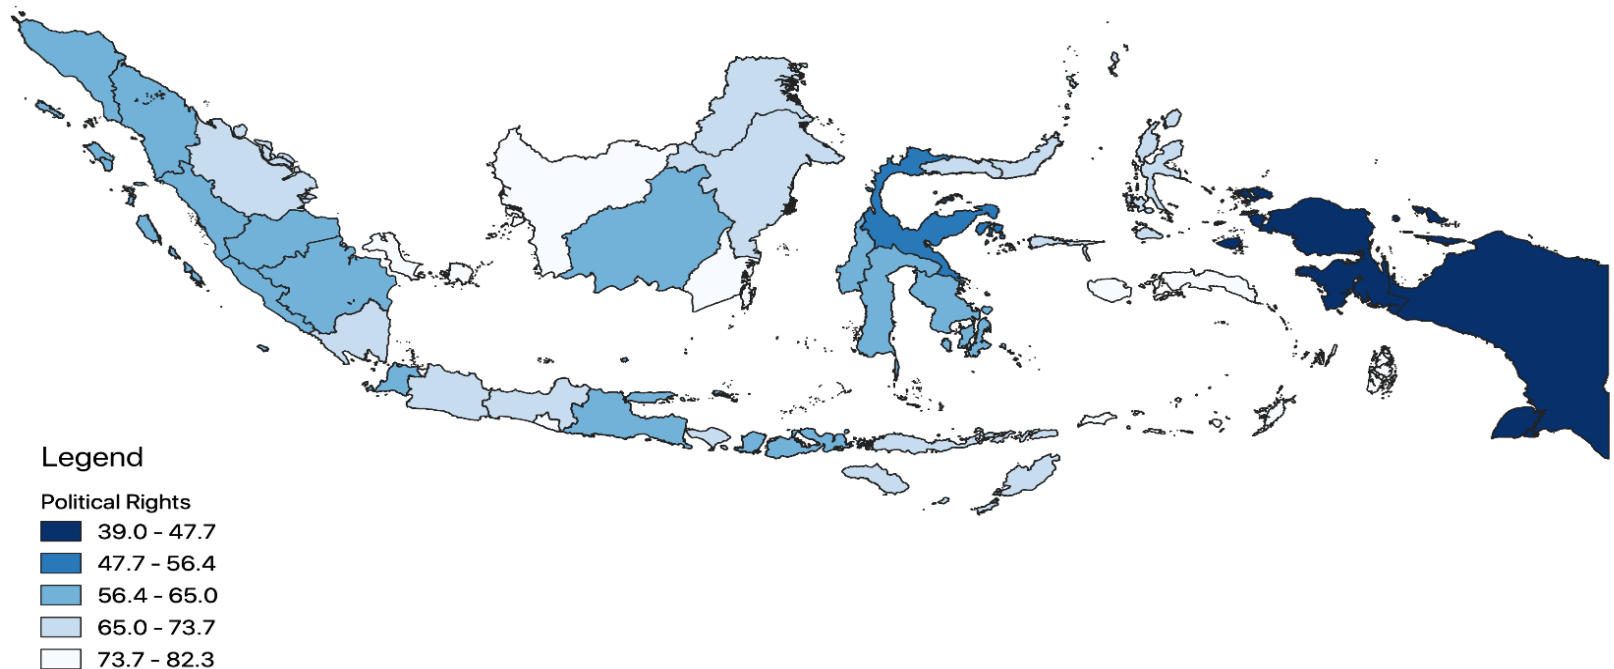 Legend
Political Rights
39.0 - 47.7
47.7 - 56.4
56.4 - 65.0
65.0 - 73.7
73.7 - 82.3